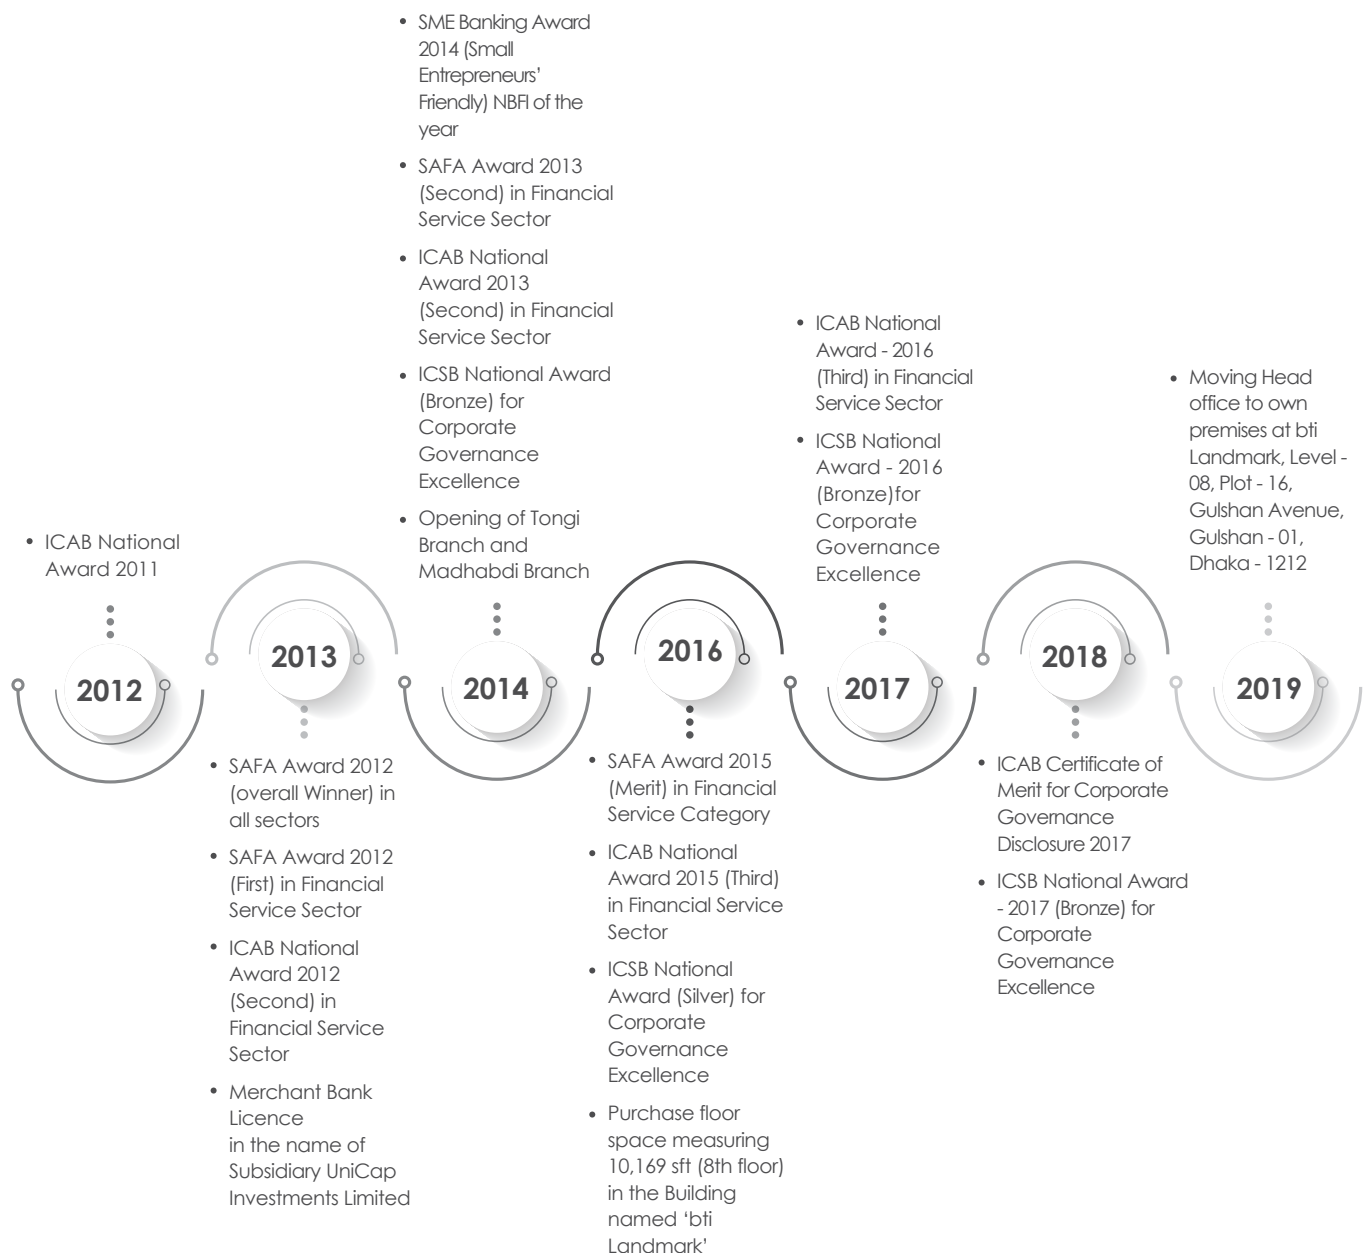 • ICAB National
Award 2011
2012
2013
• SAFA Award 2012
(overall Winner) in
all sectors
• SAFA Award 2012
(First) in Financial
Service Sector
• ICAB National
Award 2012
(Second) in
Financial Service
Sector
• Merchant Bank
Licence
in the name of
Subsidiary UniCap
Investments Limited
• SME Banking Award
2014 (Small
Entrepreneurs'
Friendly) NBFI of the
year
• SAFA Award 2013
(Second) in Financial
Service Sector
• ICAB National
Award 2013
(Second) in Financial
Service Sector
• ICSB National Award
(Bronze) for
Corporate
Governance
Excellence
• Opening of Tongi
Branch and
Madhabdi Branch
2014
2016
• SAFA Award 2015
(Merit) in Financial
Service Category
• ICAB National
Award 2015 (Third)
in Financial Service
Sector
• ICSB National
Award (Silver) for
Corporate
Governance
Excellence
• Purchase floor
space measuring
10,169 sft (8th floor)
in the Building
named ‘bti
Landmark’
• ICAB National
Award - 2016
(Third) in Financial
Service Sector
• ICSB National
Award - 2016
(Bronze)for
Corporate
Governance
Excellence
2017
2018
• ICAB Certificate of
Merit for Corporate
Governance
Disclosure 2017
• ICSB National Award
- 2017 (Bronze) for
Corporate
Governance
Excellence
• Moving Head
office to own
premises at bti
Landmark, Level -
08, Plot - 16,
Gulshan Avenue,
Gulshan - 01,
Dhaka - 1212
2019